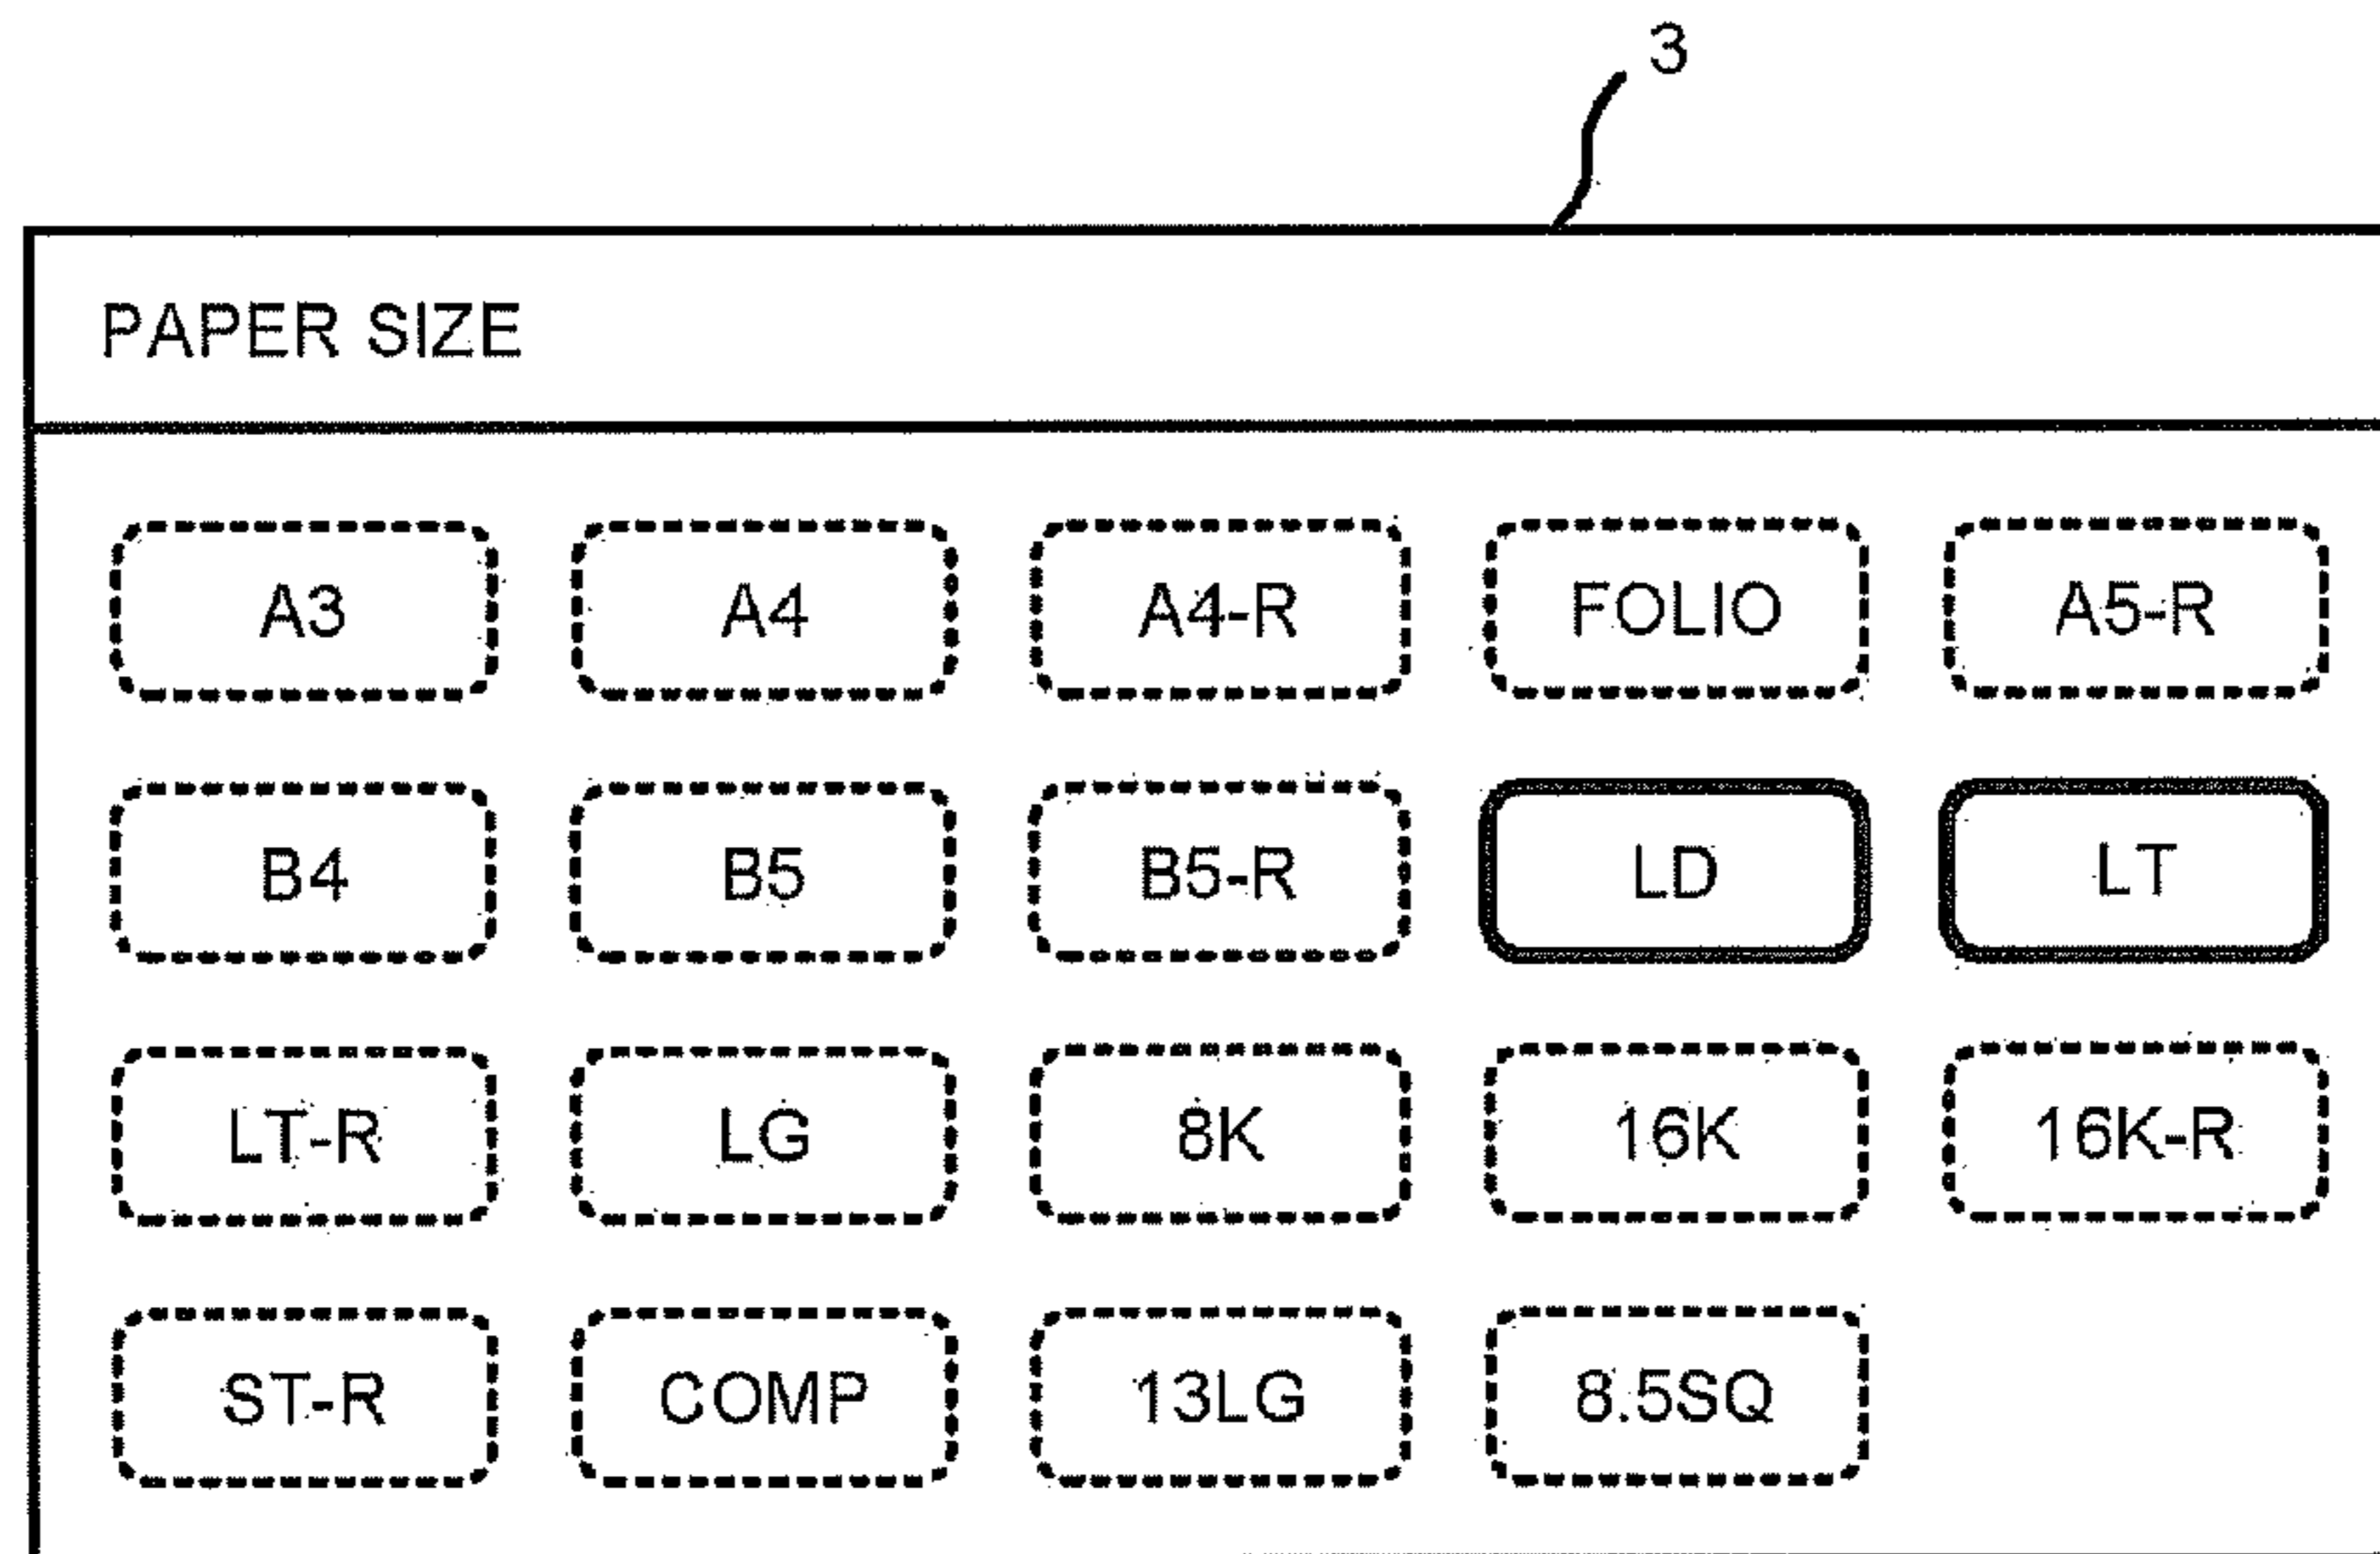 3
PAPER SIZE
A3 A4 A4-R FOLIO A5-R
B4 B5 B5-R LD LT
LT-R LG 8K 16K 16K-R
ST-R COMP 13LG 8.5SQ